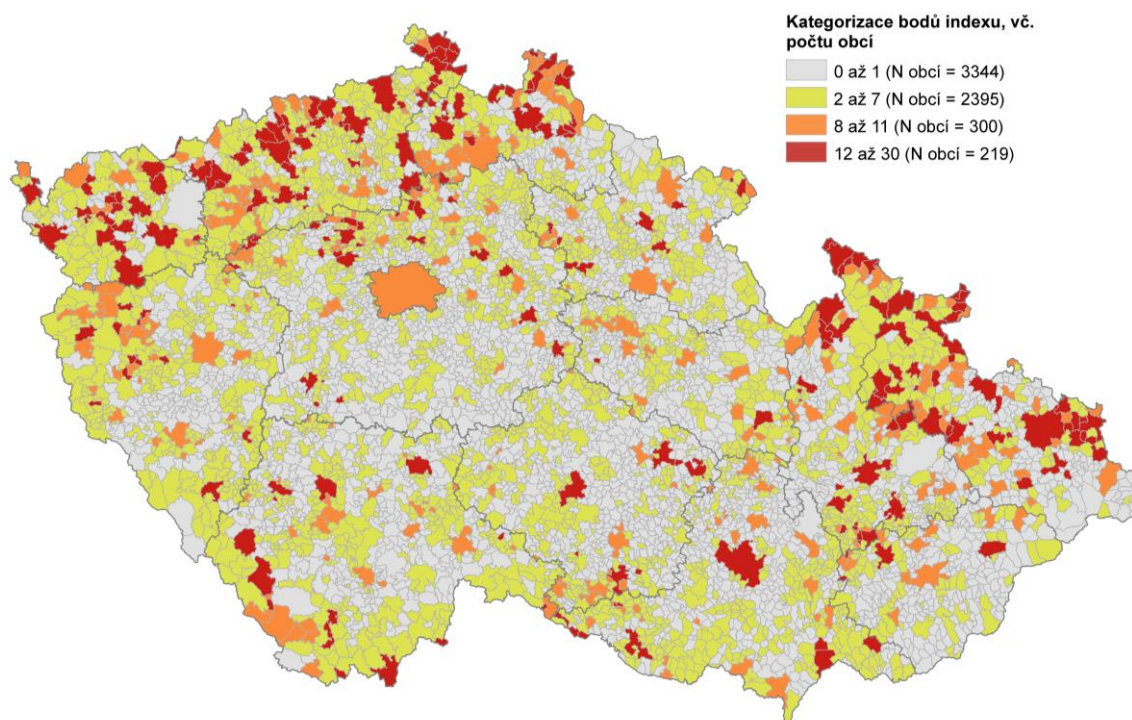 Kategorizace bodů indexu, vč.
počtu obcí
0 až 1 (N obcí = 3344)
2 až 7 (N obcí = 2395)
8 až 11 (N obcí = 300)
12 až 30 (N obcí = 219)